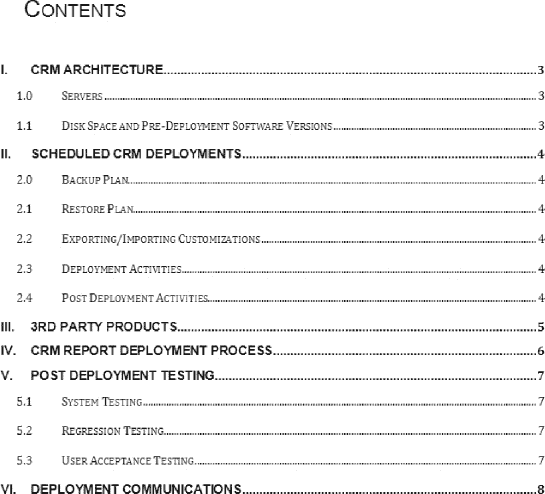 CONTENTS
I. CRM ARCHITECTURE........3
1.0 SERVERS........3
1.1 DISK SPACE AND PRE-DEPLOYMENT SOFTWARE VERSIONS........3
II. SCHEDULED CRM DEPLOYMENTS........4
2.0 BACKUP PLAN........4
2.1 RESTORE PLAN........4
2.2 EXPORTING/IMPORTING CUSTOMIZATIONS........4
2.3 DEPLOYMENT ACTIVITIES........4
2.4 POST DEPLOYMENT ACTIVITIES........4
III. 3RD PARTY PRODUCTS........5
IV. CRM REPORT DEPLOYMENT PROCESS........6
V. POST DEPLOYMENT TESTING........7
5.1 SYSTEM TESTING........7
5.2 REGRESSION TESTING........7
5.3 USER ACCEPTANCE TESTING........7
VI. DEPLOYMENT COMMUNICATIONS........8